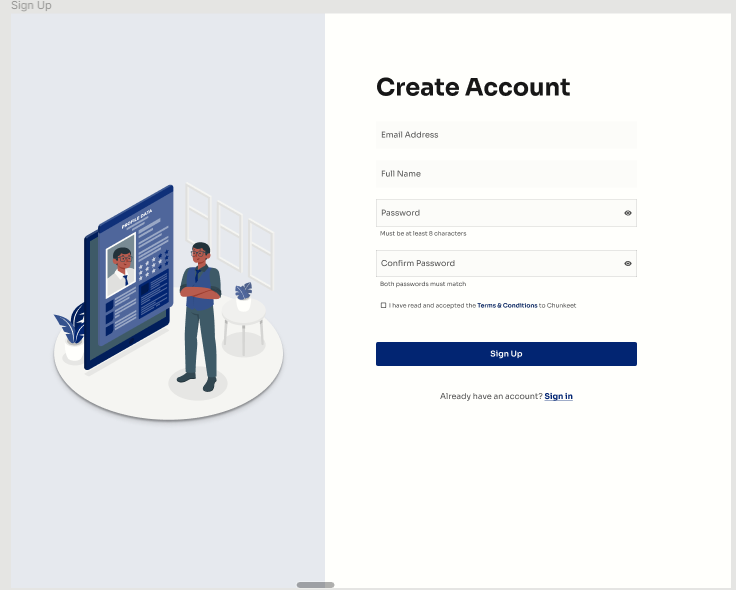 Sign Up
Create Account
Email Address
Full Name
Password
Must be at least 8 characters
Confirm Password
Both passwords must match
I have read and accepted the Terms & Conditions to Chunkeet
Sign Up
Already have an account? Sign in
PROFILE DATA